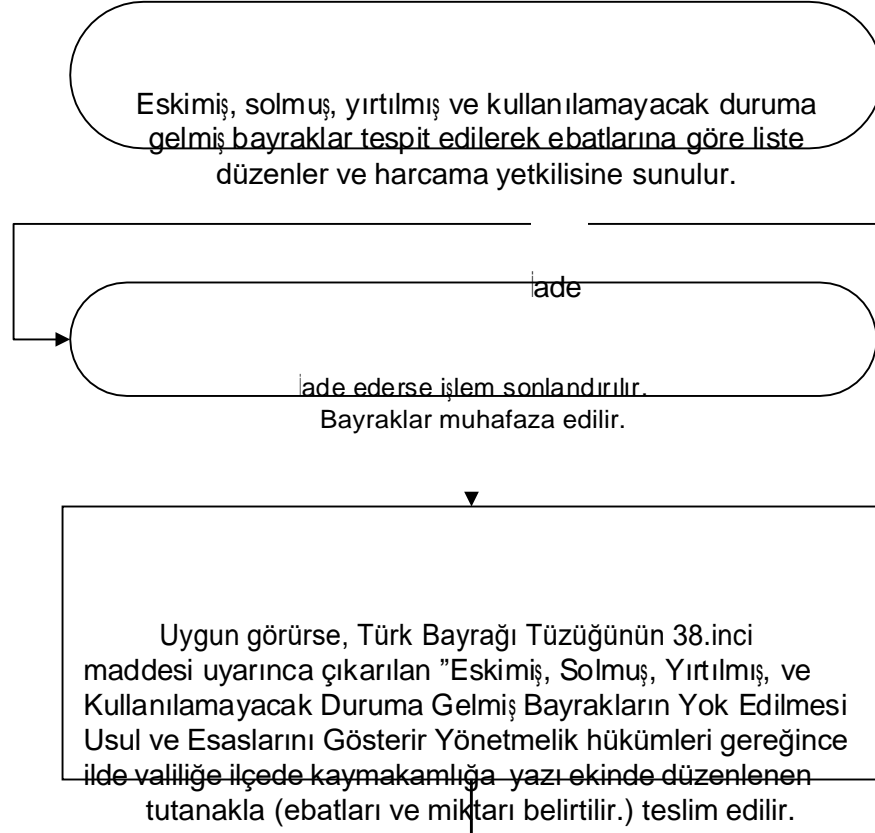 Eskimiş, solmuş, yırtılmış ve kullanılamayacak duruma
gelmiş bayraklar tespit edilerek ebatlarına göre liste
düzenler ve harcama yetkilisine sunulur.
İade
İade ederse işlem sonlandırılır.
Bayraklar muhafaza edilir.
Uygun görürse, Türk Bayrağı Tüzüğünün 38.inci
maddesi uyarınca çıkarılan ”Eskimiş, Solmuş, Yırtılmış, ve
Kullanılamayacak Duruma Gelmiş Bayrakların Yok Edilmesi
Usul ve Esaslarını Gösterir Yönetmelik hükümleri gereğince
ilde valiliğe ilçede kaymakamlığa yazı ekinde düzenlenen
tutanakla (ebatları ve miktarı belirtilir.) teslim edilir.